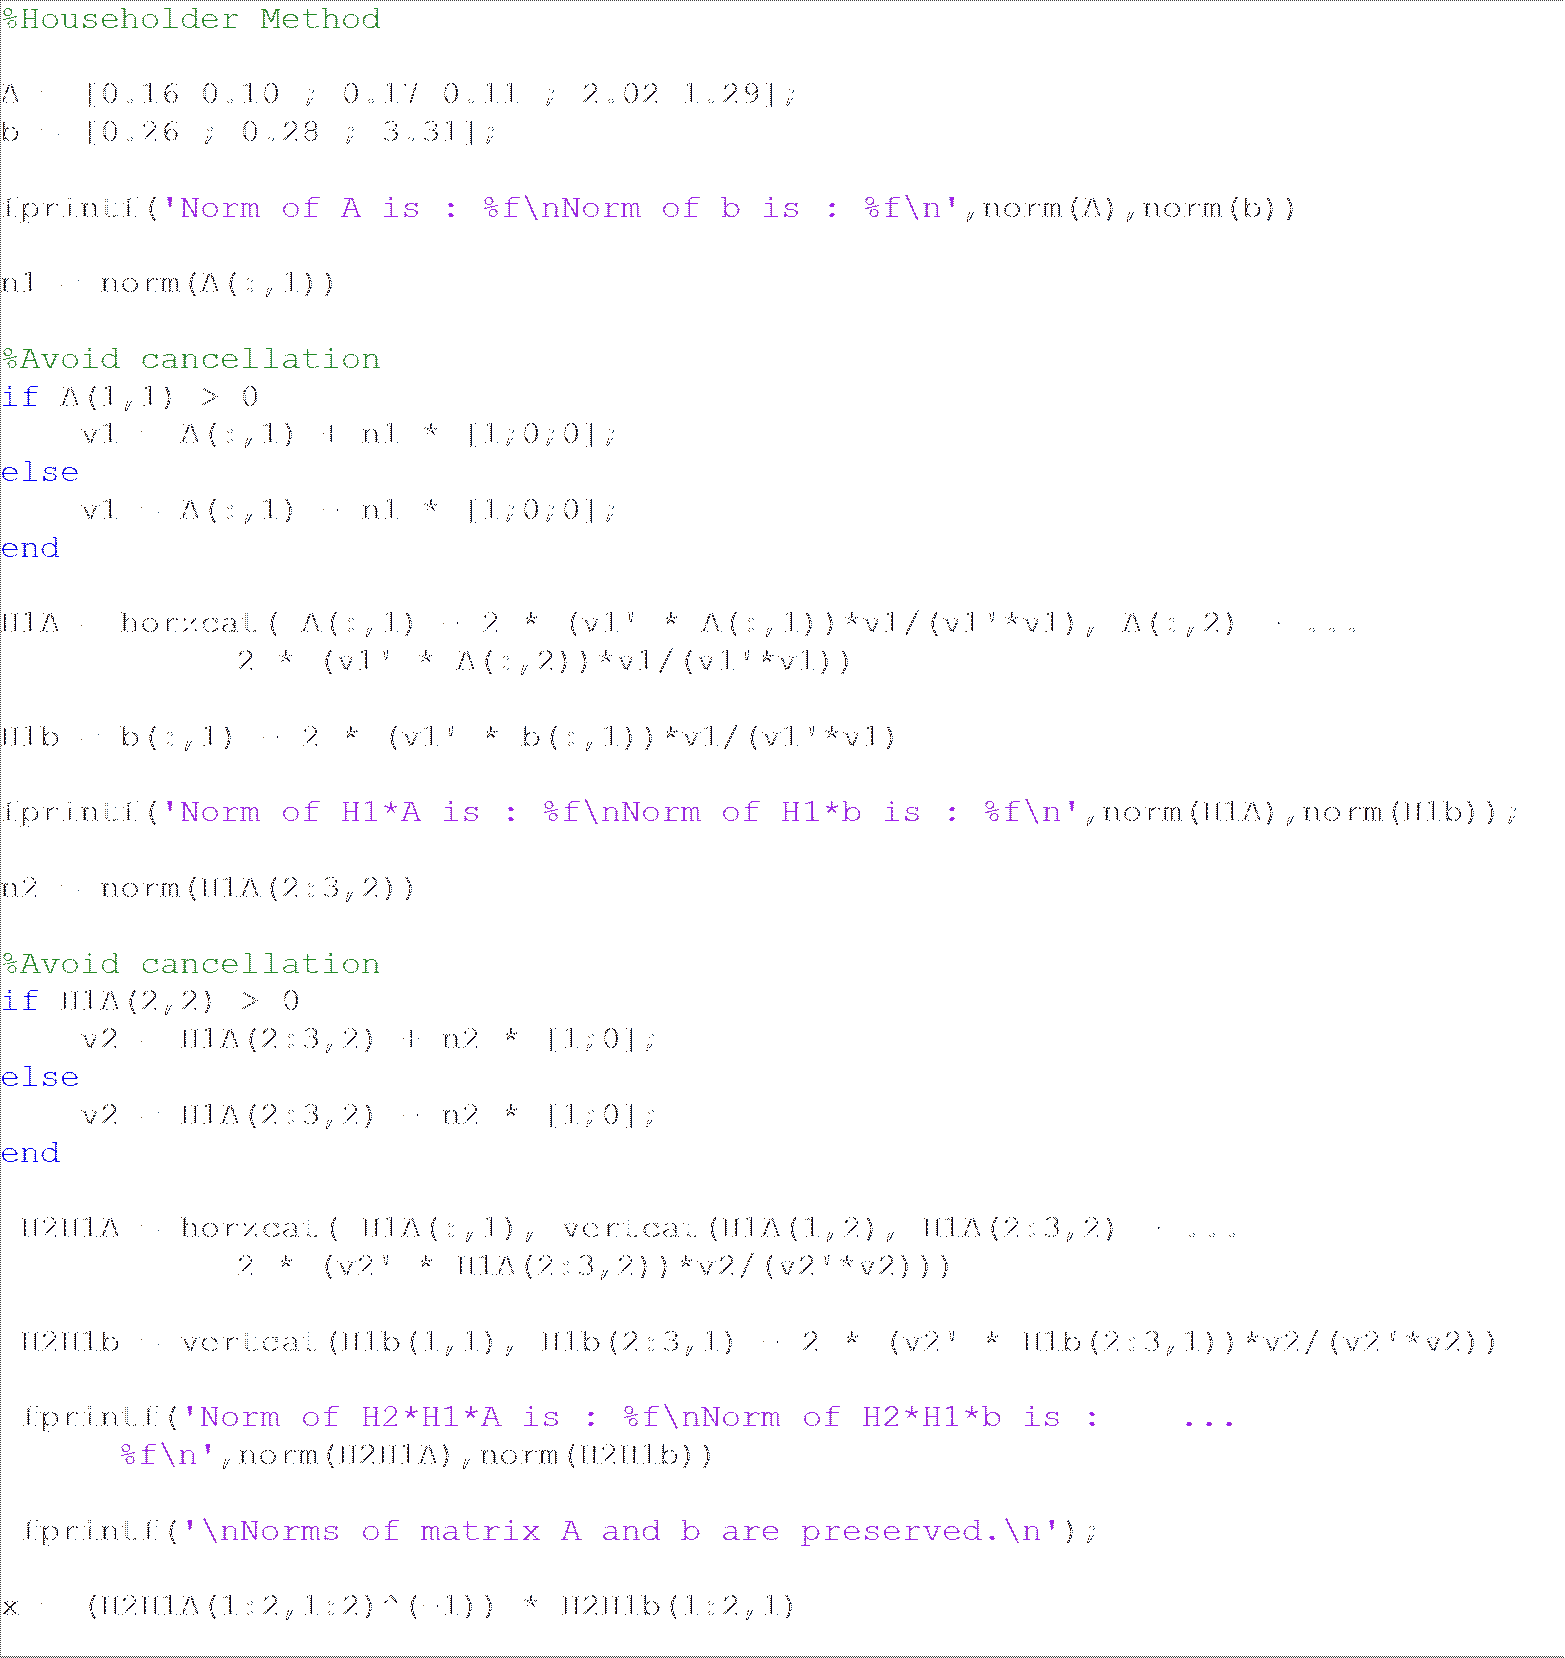 %Householder Method
A = [0.16 0.10 ; 0.17 0.11 ; 2.02 1.29];
b = [0.26 ; 0.28 ; 3.31];
fprintf('Norm of A is : %f\nNorm of b is : %f\n',norm(A),norm(b))
n1 = norm(A(:,1))
%Avoid cancellation
if A(1,1) > 0
v1 = A(:,1) + n1 * [1;0;0];
else
v1 = A(:,1) - n1 * [1;0;0];
end
H1A = horzcat( A(:,1) - 2 * (v1' * A(:,1))*v1/(v1'*v1), A(:,2) - ...
2 * (v1' * A(:,2))*v1/(v1'*v1))
H1b = b(:,1) - 2 * (v1' * b(:,1))*v1/(v1'*v1)
fprintf('Norm of H1*A is : %f\nNorm of H1*b is : %f\n',norm(H1A),norm(H1b));
n2 = norm(H1A(2:3,2))
%Avoid cancellation
if H1A(2,2) > 0
v2 = H1A(2:3,2) + n2 * [1;0];
else
v2 = H1A(2:3,2) - n2 * [1;0];
end
H2H1A = horzcat( H1A(:,1), vertcat(H1A(1,2), H1A(2:3,2) - ...
2 * (v2' * H1A(2:3,2))*v2/(v2'*v2)))
H2H1b = vertcat(H1b(1,1), H1b(2:3,1) - 2 * (v2' * H1b(2:3,1))*v2/(v2'*v2))
fprintf('Norm of H2*H1*A is : %f\nNorm of H2*H1*b is : ...
%f\n',norm(H2H1A),norm(H2H1b))
fprintf('\nNorms of matrix A and b are preserved.\n');
x = (H2H1A(1:2,1:2)^(-1)) * H2H1b(1:2,1)